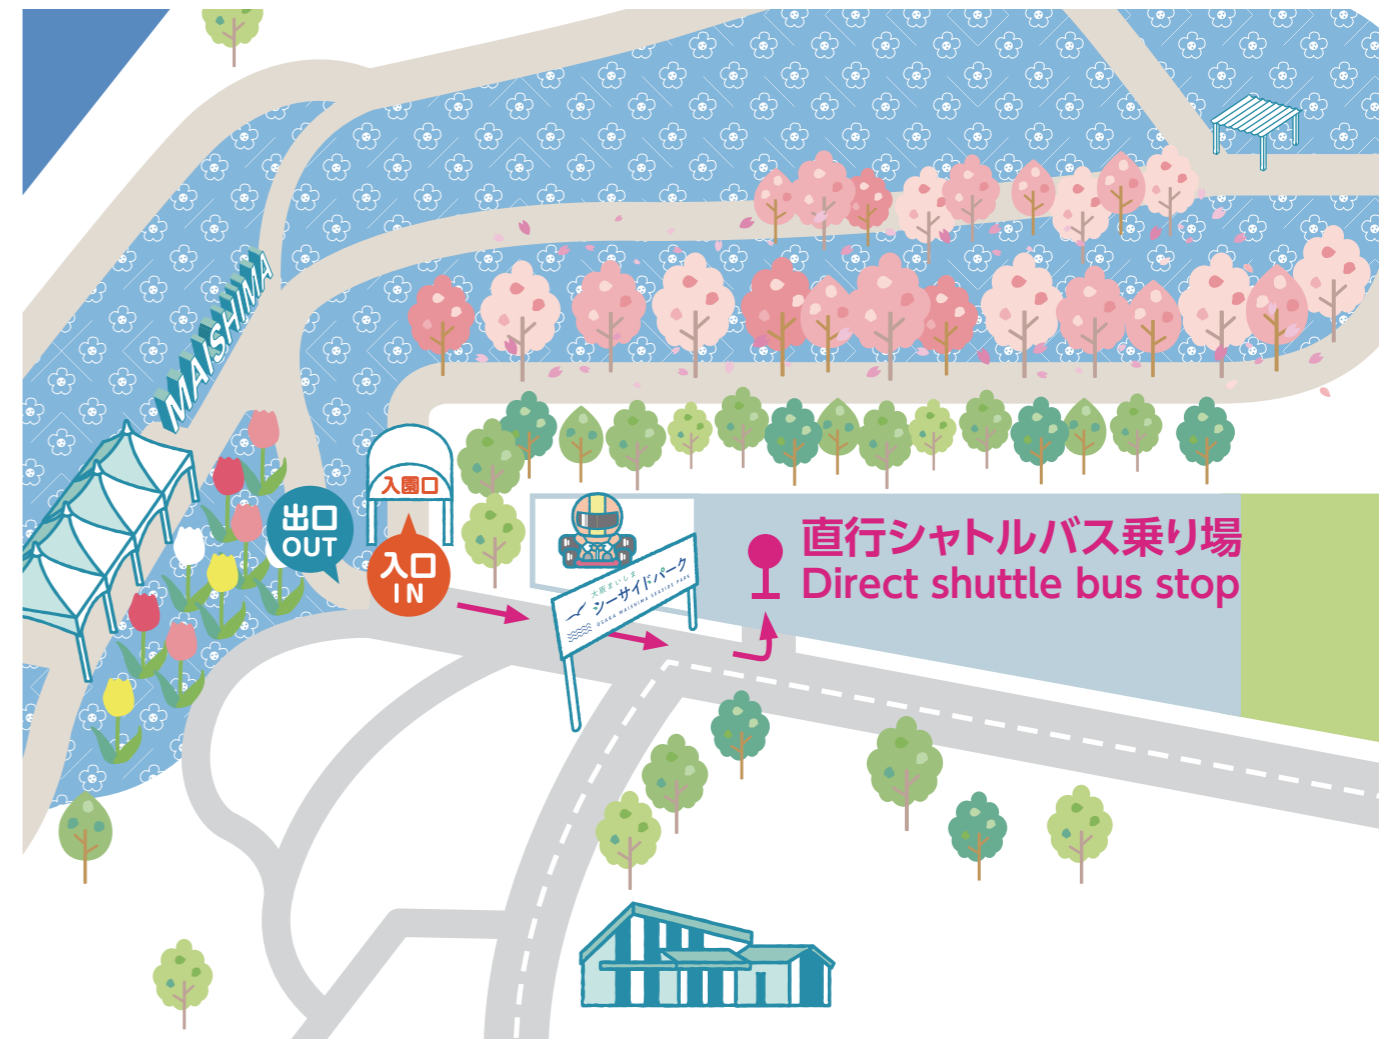 MAISHIMA
入園口
出口
OUT
入口
IN
大阪まいしま
シーサイドパーク
OSAKA MAISHIMA SEASIDE PARK
直行シャトルバス乗り場
Direct shuttle bus stop